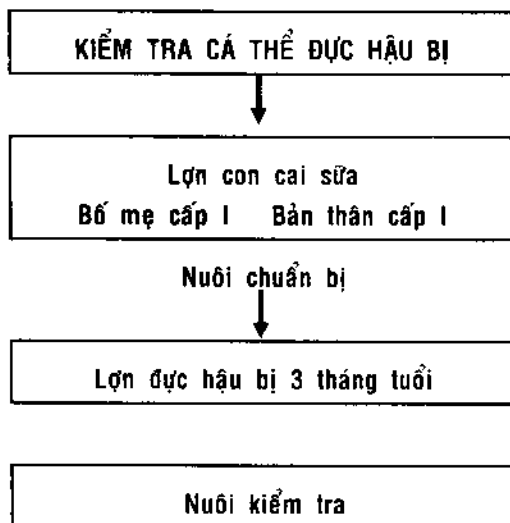 KIỂM TRA CÁ THỂ ĐỰC HẬU BỊ
Lợn con cai sữa
Bố mẹ cấp I Bản thân cấp I
Nuôi chuẩn bị
Lợn đực hậu bị 3 tháng tuổi
Nuôi kiểm tra